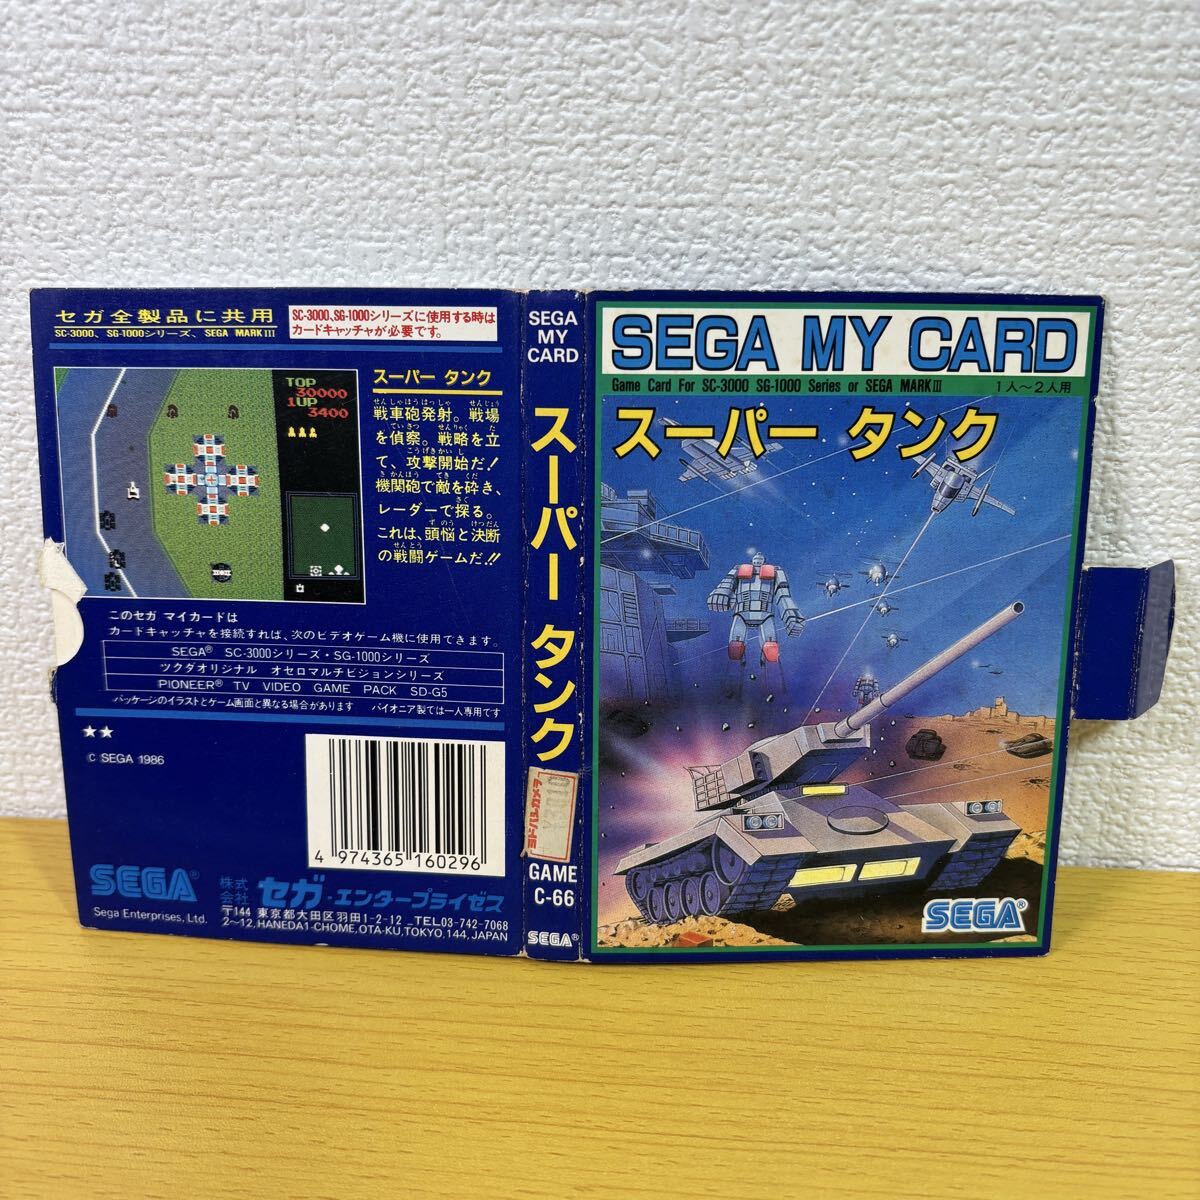 セガ全製品に共用
SC-3000、SG-1000シリーズ、SEGA MARKIII
SC-3000、SG-1000シリーズに使用する時は
カードキャッチャが必要です。
TOP
30000
1UP
3400
スーパー タンク
戦車砲発射。戦場
を偵察。戦略を立
て、攻撃開始だ!
機関砲で敵を砕き、
レーダーで探る。
これは、頭悩と決断
の戦闘ゲームだ!!
このセガ マイカードは
カードキャッチャを接続すれば、次のビデオゲーム機に使用できます。
SEGA® SC-3000シリーズ・SG-1000シリーズ
ツクダオリジナル オセロマルチビジョンシリーズ
PIONEER® TV VIDEO GAME PACK SD-G5
パッケージのイラストとゲーム画面と異なる場合があります パイオニア製では一人専用です
★★
© SEGA 1986
4 974365 160296
SEGA®
Sega Enterprises, Ltd.
株式会社 セガ・エンタープライゼス
〒144 東京都大田区羽田1-2-12 TEL.03-742-7068
2~12, HANEDA1-CHOME, OTA-KU, TOKYO, 144, JAPAN
SEGA
MY
CARD
スーパー タンク
ヨドバシカメラ
GAME
C-66
SEGA®
SEGA MY CARD
Game Card For SC-3000 SG-1000 Series or SEGA MARKIII
1人~2人用
スーパー タンク
SEGA®